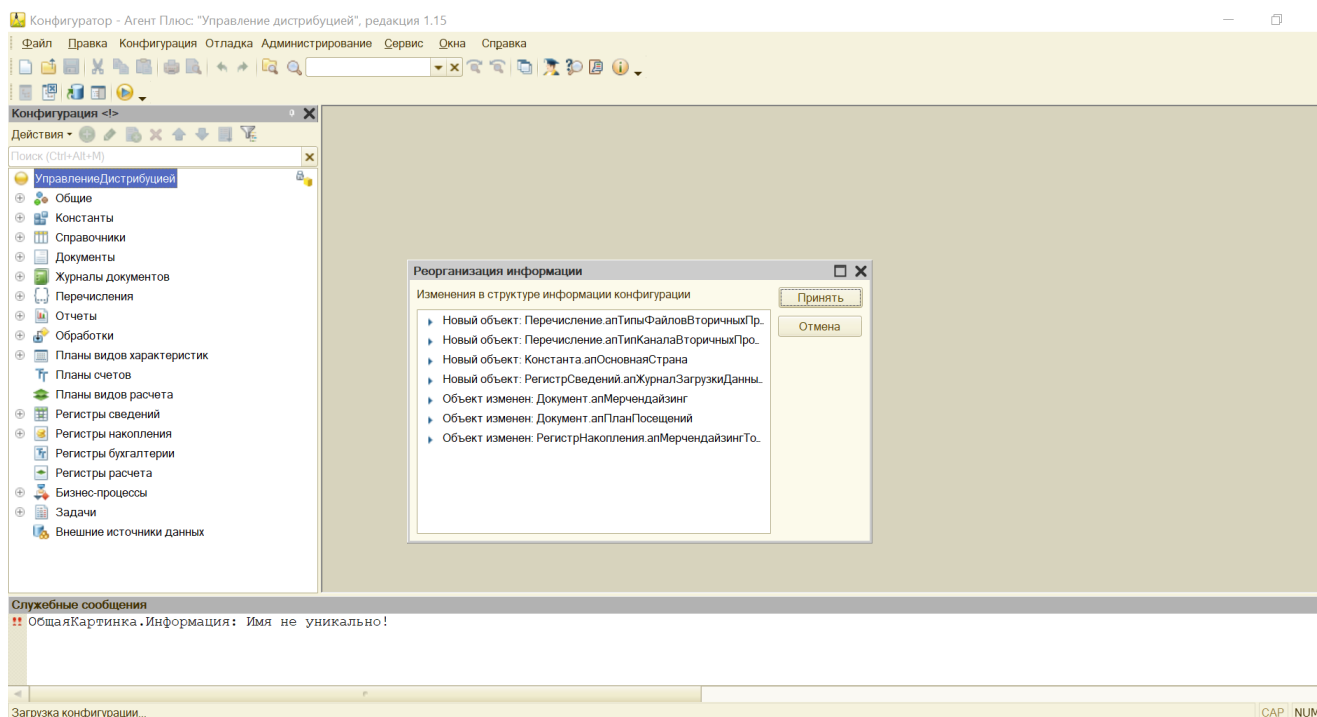 Конфигуратор - Агент Плюс: "Управление дистрибуцией", редакция 1.15
Файл Правка Конфигурация Отладка Администрирование Сервис Окна Справка
Конфигурация <!>
Действия
Поиск (Ctrl+Alt+M)
УправлениеДистрибуцией
Общие
Константы
Справочники
Документы
Журналы документов
Перечисления
Отчеты
Обработки
Планы видов характеристик
Планы счетов
Планы видов расчета
Регистры сведений
Регистры накопления
Регистры бухгалтерии
Регистры расчета
Бизнес-процессы
Задачи
Внешние источники данных
Реорганизация информации
Изменения в структуре информации конфигурации
Принять
Отмена
Новый объект: Перечисление.апТипыФайловВторичныхПр..
Новый объект: Перечисление.апТипКаналаВторичныхПро..
Новый объект: Константа.апОсновнаяСтрана
Новый объект: РегистрСведений.апЖурналЗагрузкиДанны..
Объект изменен: Документ.апМерчендайзинг
Объект изменен: Документ.апПланПосещений
Объект изменен: РегистрНакопления.апМерчендайзингТо..
Служебные сообщения
ОбщаяКартинка.Информация: Имя не уникально!
Загрузка конфигурации...
CAP NUM